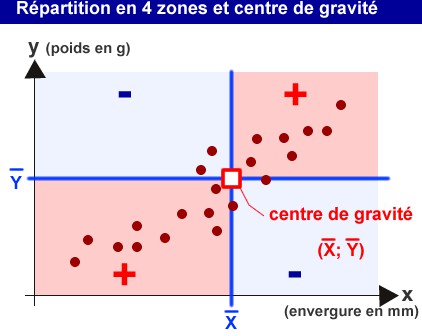 Répartition en 4 zones et centre de gravité
y (poids en g)
- +
Y̅
centre de gravité
(X̅; Y̅)
+ -
x
(envergure en mm)
X̅